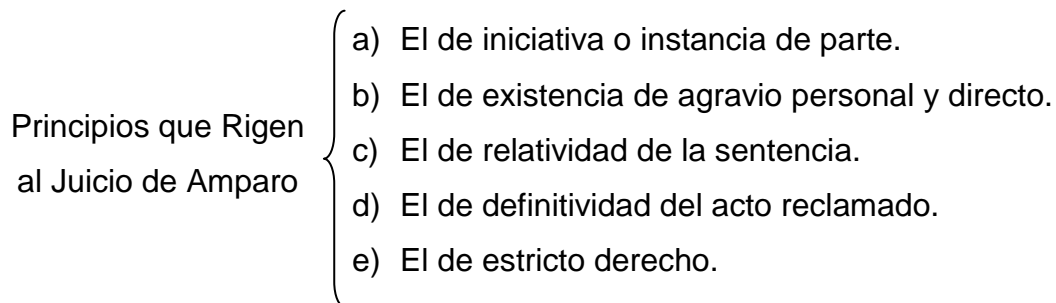 Principios que Rigen
al Juicio de Amparo
a) El de iniciativa o instancia de parte.
b) El de existencia de agravio personal y directo.
c) El de relatividad de la sentencia.
d) El de definitividad del acto reclamado.
e) El de estricto derecho.